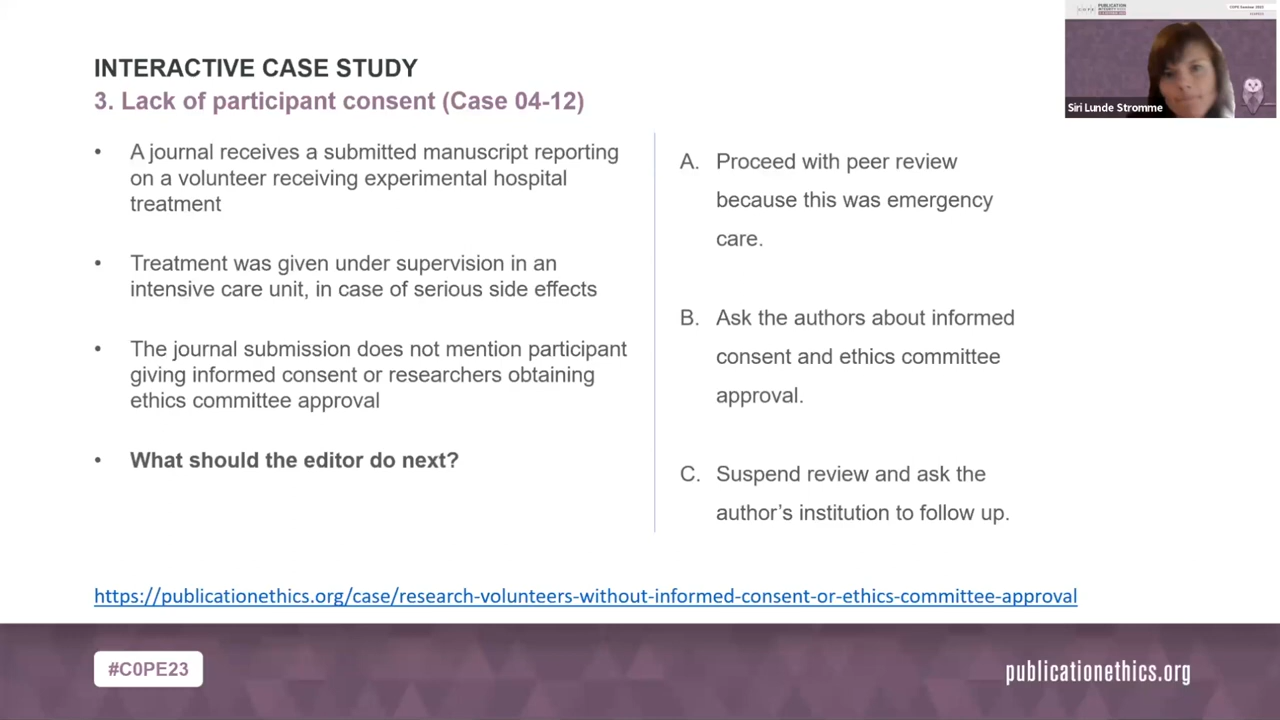 INTERACTIVE CASE STUDY
3. Lack of participant consent (Case 04-12)
• A journal receives a submitted manuscript reporting
on a volunteer receiving experimental hospital
treatment
• Treatment was given under supervision in an
intensive care unit, in case of serious side effects
• The journal submission does not mention participant
giving informed consent or researchers obtaining
ethics committee approval
• What should the editor do next?
A. Proceed with peer review
because this was emergency
care.
B. Ask the authors about informed
consent and ethics committee
approval.
C. Suspend review and ask the
author's institution to follow up.
https://publicationethics.org/case/research-volunteers-without-informed-consent-or-ethics-committee-approval
#C0PE23
publicationethics.org
PUBLICATION
Siri Lunde Stromme